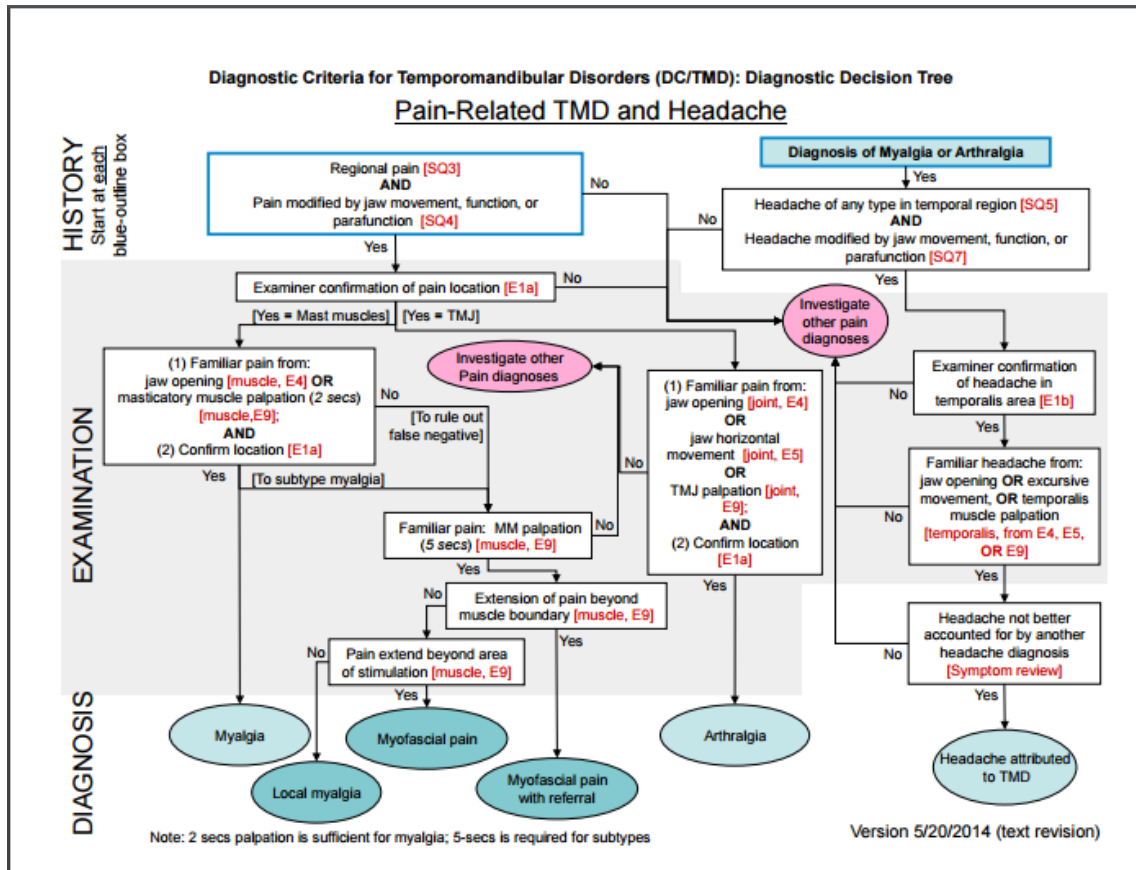 Diagnostic Criteria for Temporomandibular Disorders (DC/TMD): Diagnostic Decision Tree
Pain-Related TMD and Headache
HISTORY
Start at each
blue-outline box
Regional pain [SQ3]
AND
Pain modified by jaw movement, function, or
parafunction [SQ4]
No
Yes
Diagnosis of Myalgia or Arthralgia
Yes
Headache of any type in temporal region [SQ5]
AND
Headache modified by jaw movement, function, or
parafunction [SQ7]
No
Yes
EXAMINATION
Examiner confirmation of pain location [E1a]
No
[Yes = Mast muscles]
[Yes = TMJ]
Investigate
other pain
diagnoses
(1) Familiar pain from:
jaw opening [muscle, E4] OR
masticatory muscle palpation (2 secs)
[muscle,E9];
AND
(2) Confirm location [E1a]
No
[To rule out
false negative]
Yes
[To subtype myalgia]
Investigate other
Pain diagnoses
(1) Familiar pain from:
jaw opening [joint, E4]
OR
jaw horizontal
movement [joint, E5]
OR
TMJ palpation [joint,
E9];
AND
(2) Confirm location
[E1a]
No
Yes
Examiner confirmation
of headache in
temporalis area [E1b]
No
Yes
Familiar headache from:
jaw opening OR excursive
movement, OR temporalis
muscle palpation
[temporalis, from E4, E5,
OR E9]
No
Yes
Familiar pain: MM palpation
(5 secs) [muscle, E9]
No
Yes
Extension of pain beyond
muscle boundary [muscle, E9]
No
Yes
Pain extend beyond area
of stimulation [muscle, E9]
No
Yes
Headache not better
accounted for by another
headache diagnosis
[Symptom review]
No
Yes
DIAGNOSIS
Myalgia
Myofascial pain
Arthralgia
Local myalgia
Myofascial pain
with referral
Headache attributed
to TMD
Note: 2 secs palpation is sufficient for myalgia; 5-secs is required for subtypes
Version 5/20/2014 (text revision)